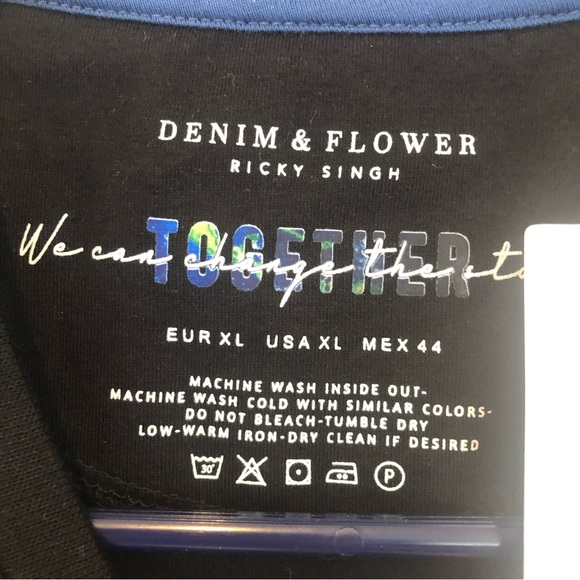 DENIM & FLOWER
RICKY SINGH
TOGETHER
We can change the
EUR XL USA XL MEX 44
MACHINE WASH INSIDE OUT-
MACHINE WASH COLD WITH SIMILAR COLORS-
DO NOT BLEACH-TUMBLE DRY
LOW-WARM IRON-DRY CLEAN IF DESIRED
30°
P